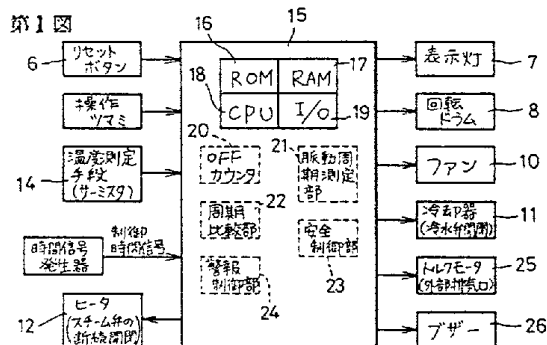 第1図
15
16
17
6
リセット
ボタン
ROM
RAM
18
CPU
I/O
19
表示灯
7
操作
ツマミ
回転
ドラム
8
20
OFF
カウンタ
21
脈動周
期測定
部
14
温度測定
手段
(サーミスタ)
ファン
10
周期
比較部
22
安全
制御部
23
冷却器
(冷水弁開閉)
11
時間信号
発生器
制御
時間信号
警報
制御部
24
トルクモータ
(外部排気口)
25
12
ヒータ
(スチーム弁の
断続開閉)
ブザー
26